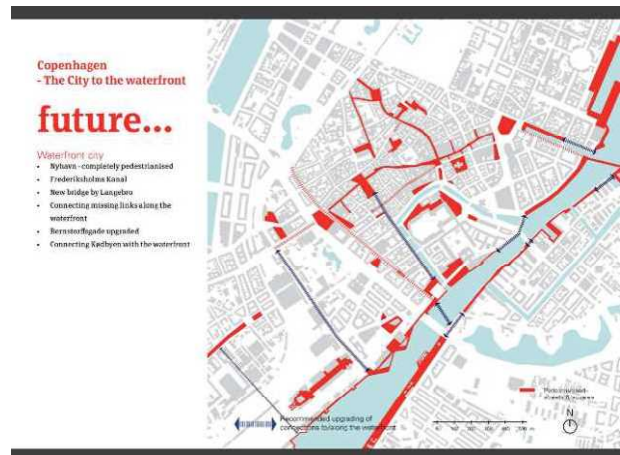 Copenhagen
- The City to the waterfront
future...
Waterfront city
• Nyhavn - completely pedestrianised
• Frederiksholms Kanal
• New bridge by Langebro
• Connecting missing links along the
waterfront
• Bernstorffsgade upgraded
• Connecting Kødbyen with the waterfront
Recommended upgrading of
connections to/along the waterfront
N